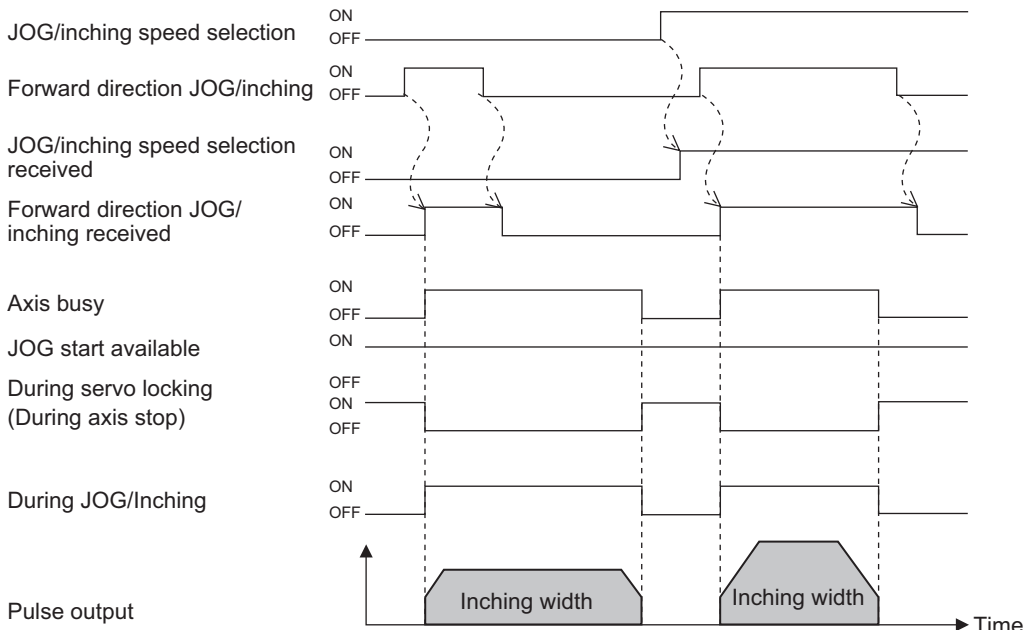 JOG/inching speed selection
ON
OFF
Forward direction JOG/inching
ON
OFF
JOG/inching speed selection
received
ON
OFF
Forward direction JOG/
inching received
ON
OFF
Axis busy
ON
OFF
JOG start available
ON
OFF
During servo locking
(During axis stop)
ON
OFF
During JOG/Inching
ON
OFF
Pulse output
Inching width
Inching width
Time